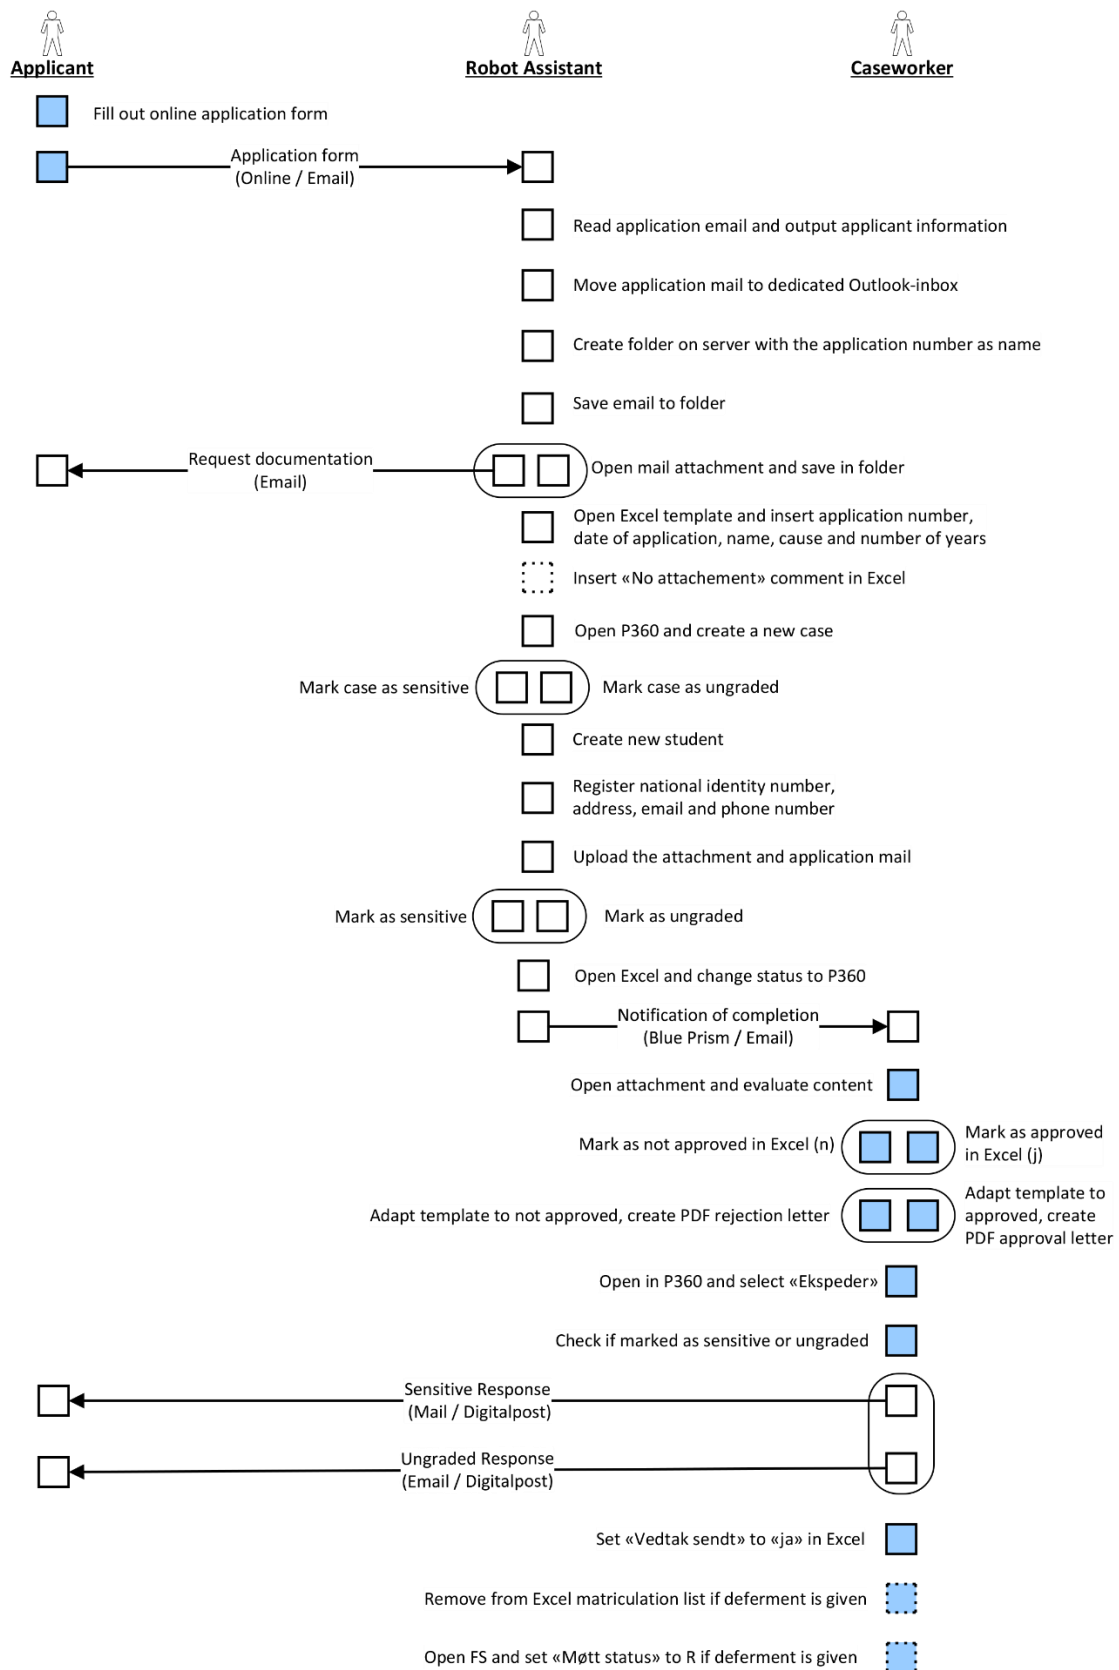 Applicant
Robot Assistant
Caseworker
Fill out online application form
Application form
(Online / Email)
Read application email and output applicant information
Move application mail to dedicated Outlook-inbox
Create folder on server with the application number as name
Save email to folder
Request documentation
(Email)
Open mail attachment and save in folder
Open Excel template and insert application number,
date of application, name, cause and number of years
Insert «No attachement» comment in Excel
Open P360 and create a new case
Mark case as sensitive
Mark case as ungraded
Create new student
Register national identity number,
address, email and phone number
Upload the attachment and application mail
Mark as sensitive
Mark as ungraded
Open Excel and change status to P360
Notification of completion
(Blue Prism / Email)
Open attachment and evaluate content
Mark as not approved in Excel (n)
Mark as approved
in Excel (j)
Adapt template to not approved, create PDF rejection letter
Adapt template to
approved, create
PDF approval letter
Open in P360 and select «Ekspeder»
Check if marked as sensitive or ungraded
Sensitive Response
(Mail / Digitalpost)
Ungraded Response
(Email / Digitalpost)
Set «Vedtak sendt» to «ja» in Excel
Remove from Excel matriculation list if deferment is given
Open FS and set «Møtt status» to R if deferment is given